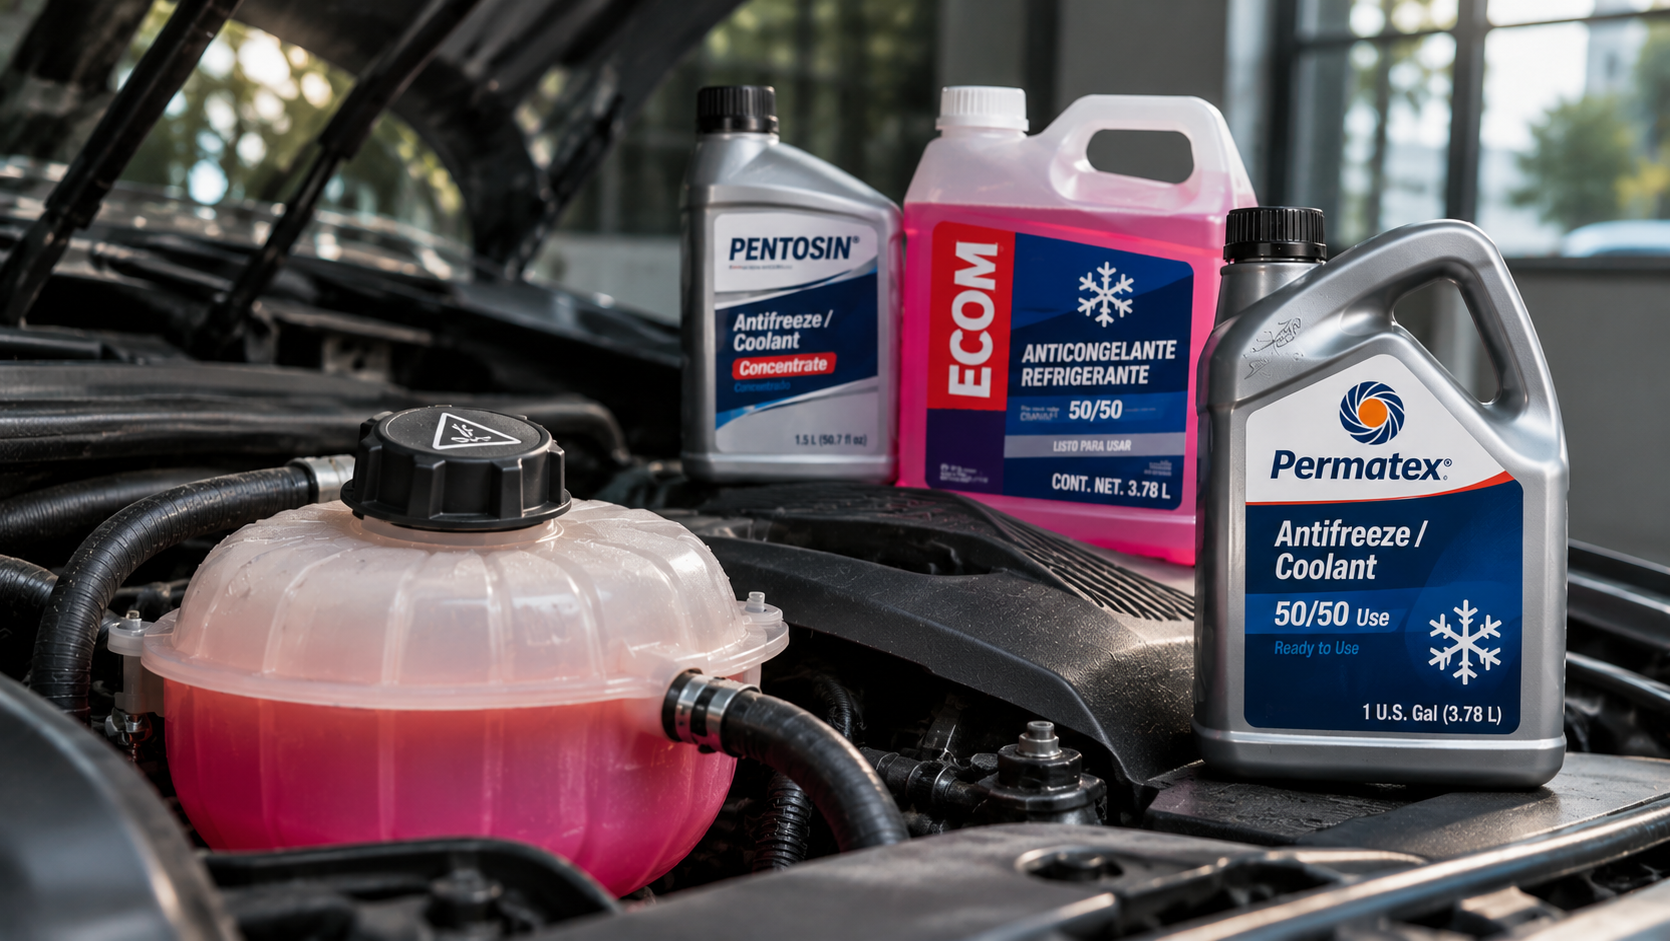 PENTOSIN®
Antifreeze /
Coolant
Concentrate
Concentrado
1.5 L (50.7 fl oz)
ECOM
ANTICONGELANTE
REFRIGERANTE
50/50
LISTO PARA USAR
CONT. NET. 3.78 L
Permatex®
Antifreeze /
Coolant
50/50 Use
Ready to Use
1 U.S. Gal (3.78 L)